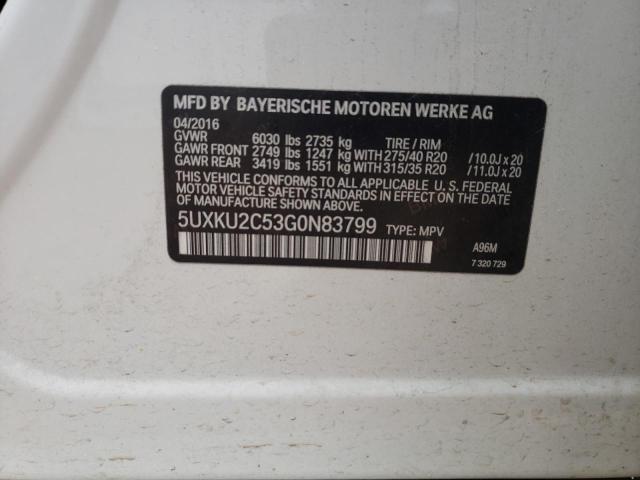 MFD BY BAYERISCHE MOTOREN WERKE AG
04/2016
GVWR 6030 lbs 2735 kg TIRE / RIM
GAWR FRONT 2749 lbs 1247 kg WITH 275/40 R20 / 10.0J x 20
GAWR REAR 3419 lbs 1551 kg WITH 315/35 R20 / 11.0J x 20
THIS VEHICLE CONFORMS TO ALL APPLICABLE U. S. FEDERAL
MOTOR VEHICLE SAFETY STANDARDS IN EFFECT ON THE DATE
OF MANUFACTURE SHOWN ABOVE.
5UXKU2C53G0N83799 TYPE: MPV
A96M
7 320 729